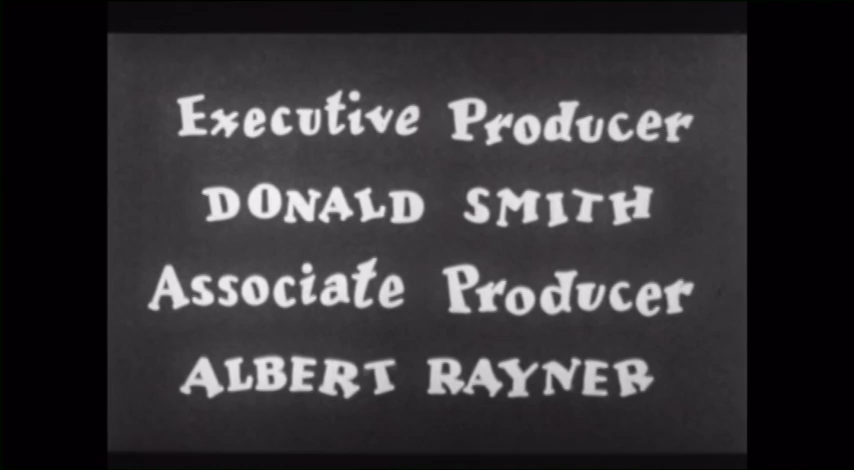 Executive Producer
DONALD SMITH
Associate Producer
ALBERT RAYNER